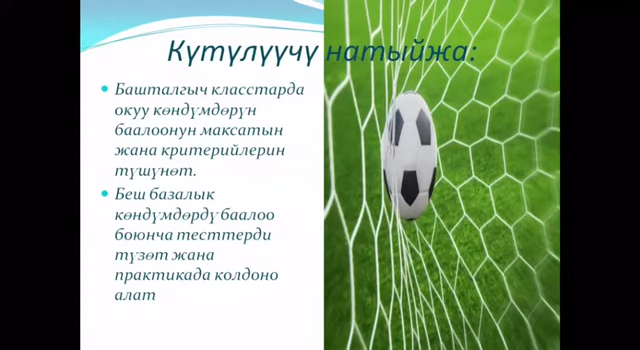 Күтүлүүчү натыйжа:
Башталгыч класстарда
окуу көндүмдөрүн
баалоонун максатын
жана критерийлерин
түшүнөт.
Беш базалык
көндүмдөрдү баалоо
боюнча тесттерди
түзөт жана
практикада колдоно
алат